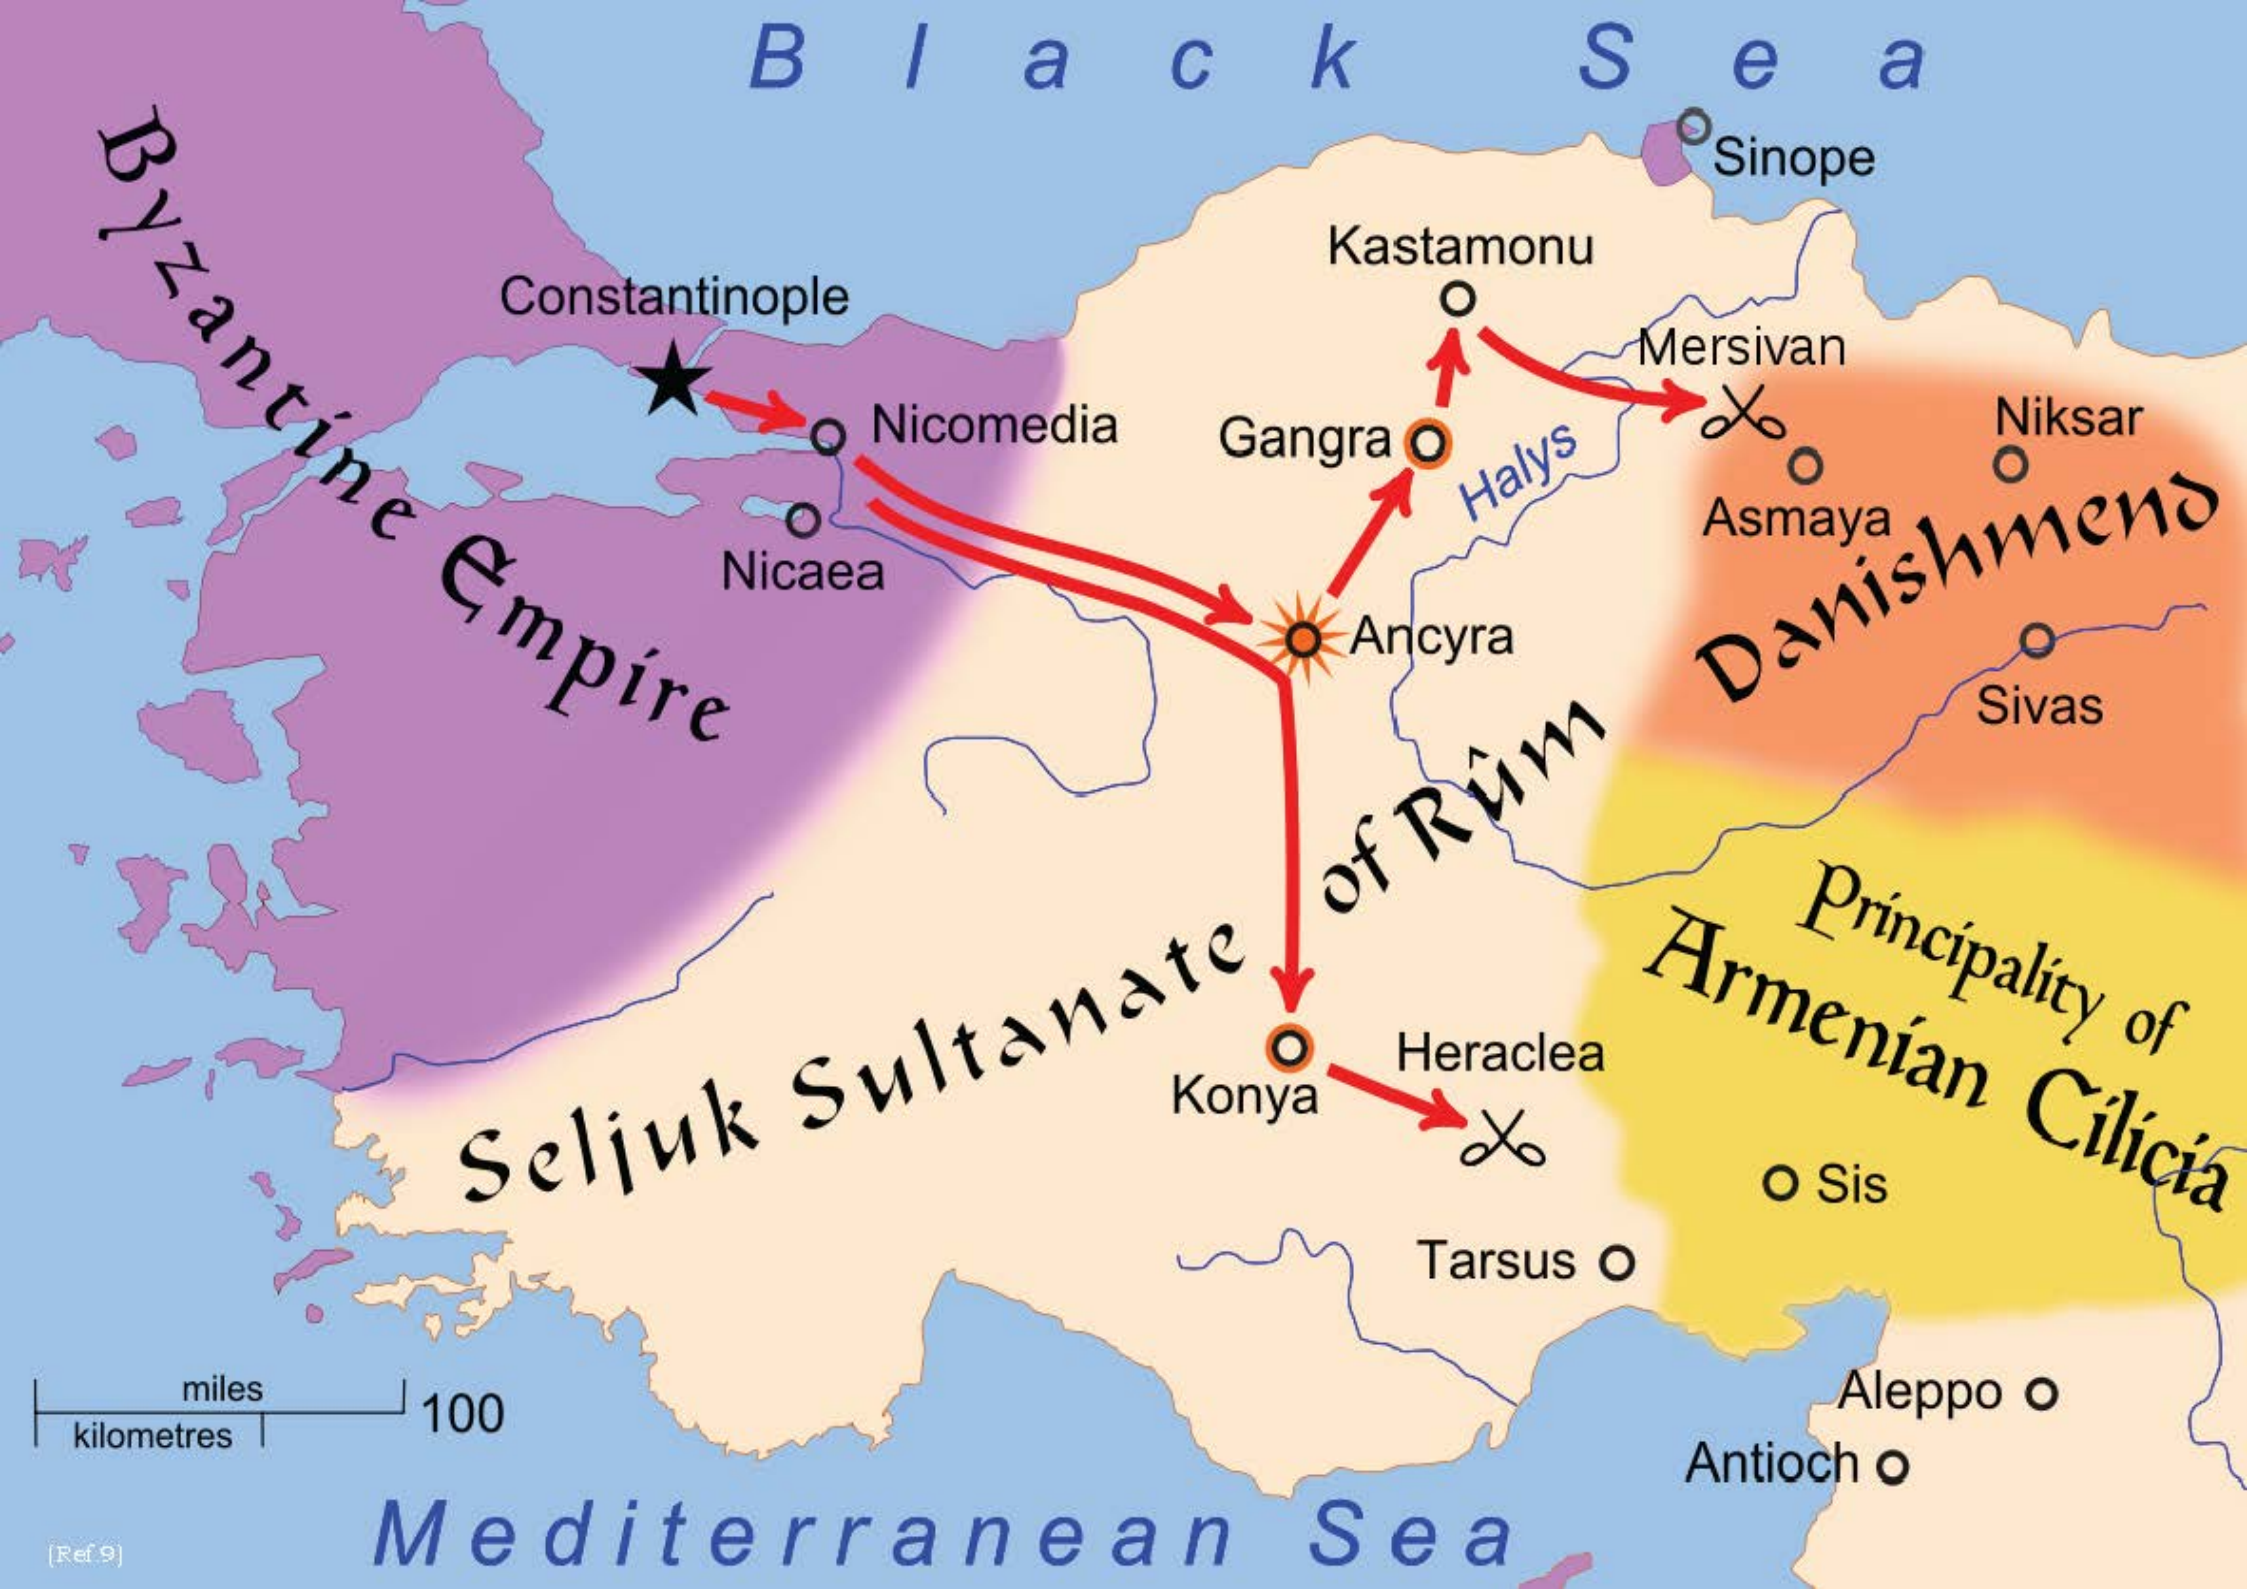 Black Sea
Sinope
Kastamonu
Constantinople
Mersivan
Nicomedia
Gangra
Niksar
Halys
Asmaya
Nicaea
Byzantine Empire
Danishmend
Ancyra
Sivas
Seljuk Sultanate of Rûm
Principality of
Armenian Cilicia
Heraclea
Konya
Sis
Tarsus
miles
kilometres
100
Aleppo
Antioch
Mediterranean Sea
[Ref.9]